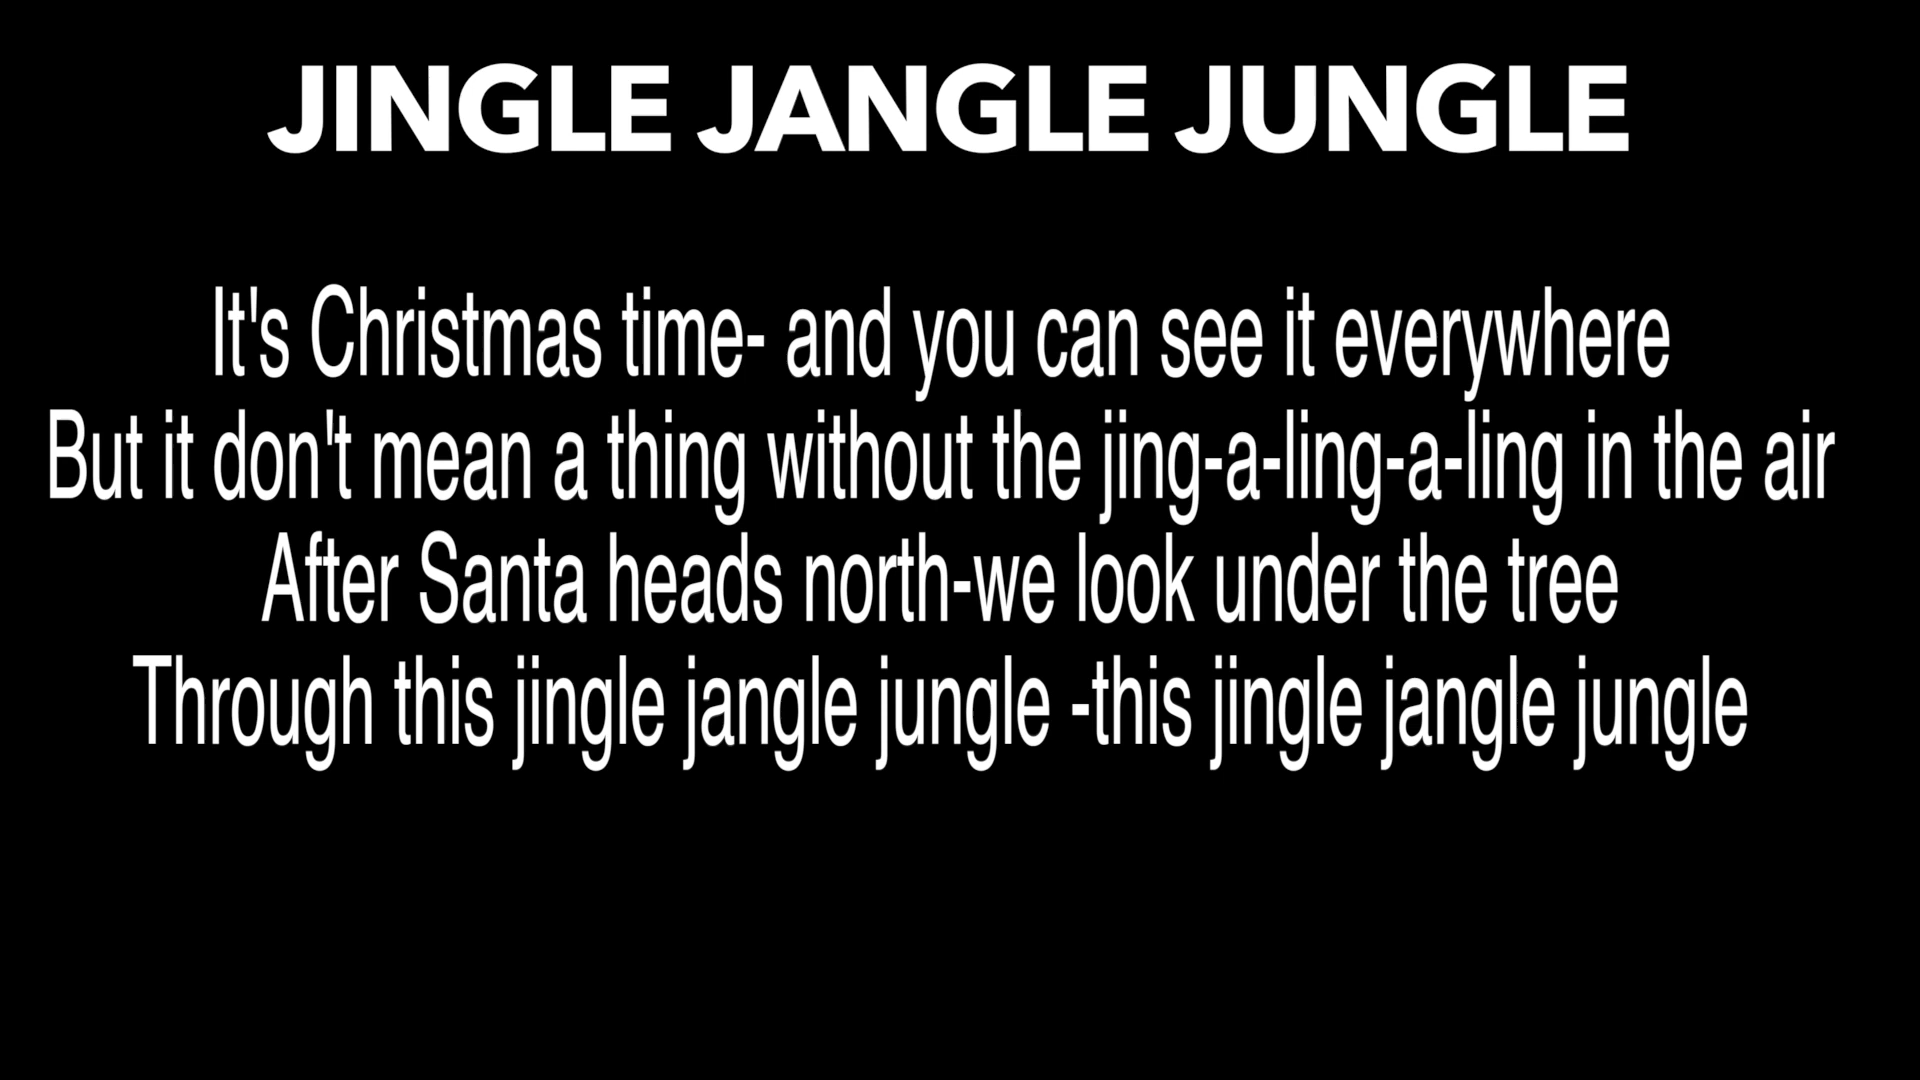 JINGLE JANGLE JUNGLE
It's Christmas time- and you can see it everywhere
But it don't mean a thing without the jing-a-ling-a-ling in the air
After Santa heads north-we look under the tree
Through this jingle jangle jungle -this jingle jangle jungle